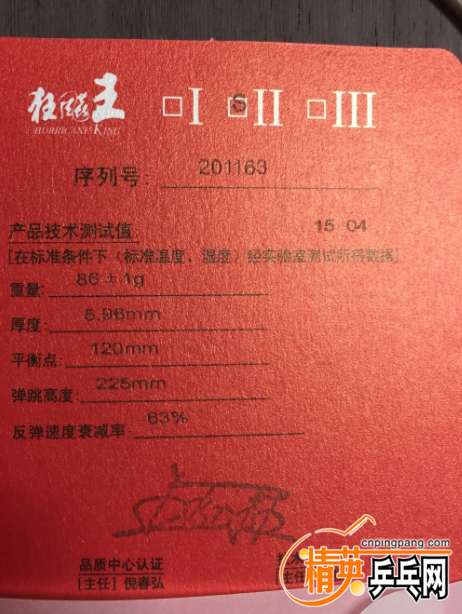 狂飚王 □I □S II □III
HURRICANE KING
序列号: 201163
产品技术测试值: 15 04
[在标准条件下(标准温度、湿度)经实验室测试所得数据]
重量: 86±1g
厚度: 5.96mm
平衡点: 120mm
弹跳高度: 225mm
反弹速度衰减率: 63%
品质中心认证
[主任] 倪春弘
cnpingpang.com
精英乒乓网